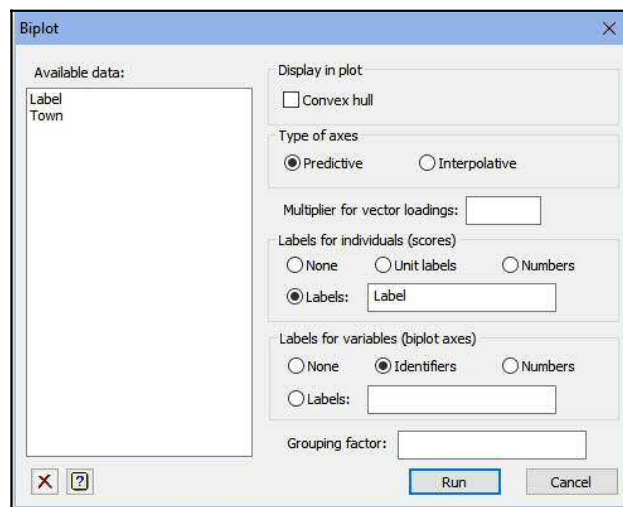 Biplot
Available data:
Label
Town
Display in plot
Convex hull
Type of axes
Predictive
Interpolative
Multiplier for vector loadings:
Labels for individuals (scores)
None
Unit labels
Numbers
Labels:
Label
Labels for variables (biplot axes)
None
Identifiers
Numbers
Labels:
Grouping factor:
?
Run
Cancel